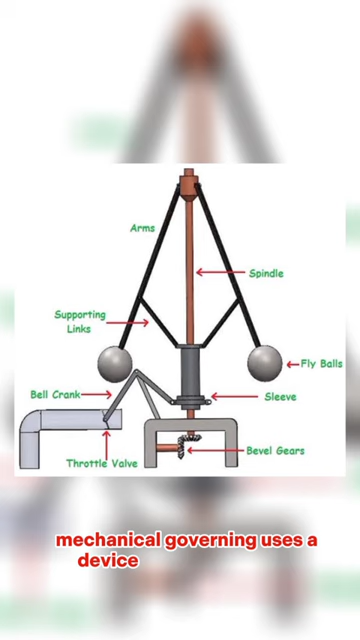 Arms
Spindle
Supporting
Links
Fly Balls
Bell Crank
Sleeve
Throttle Valve
Bevel Gears
mechanical governing uses a
device